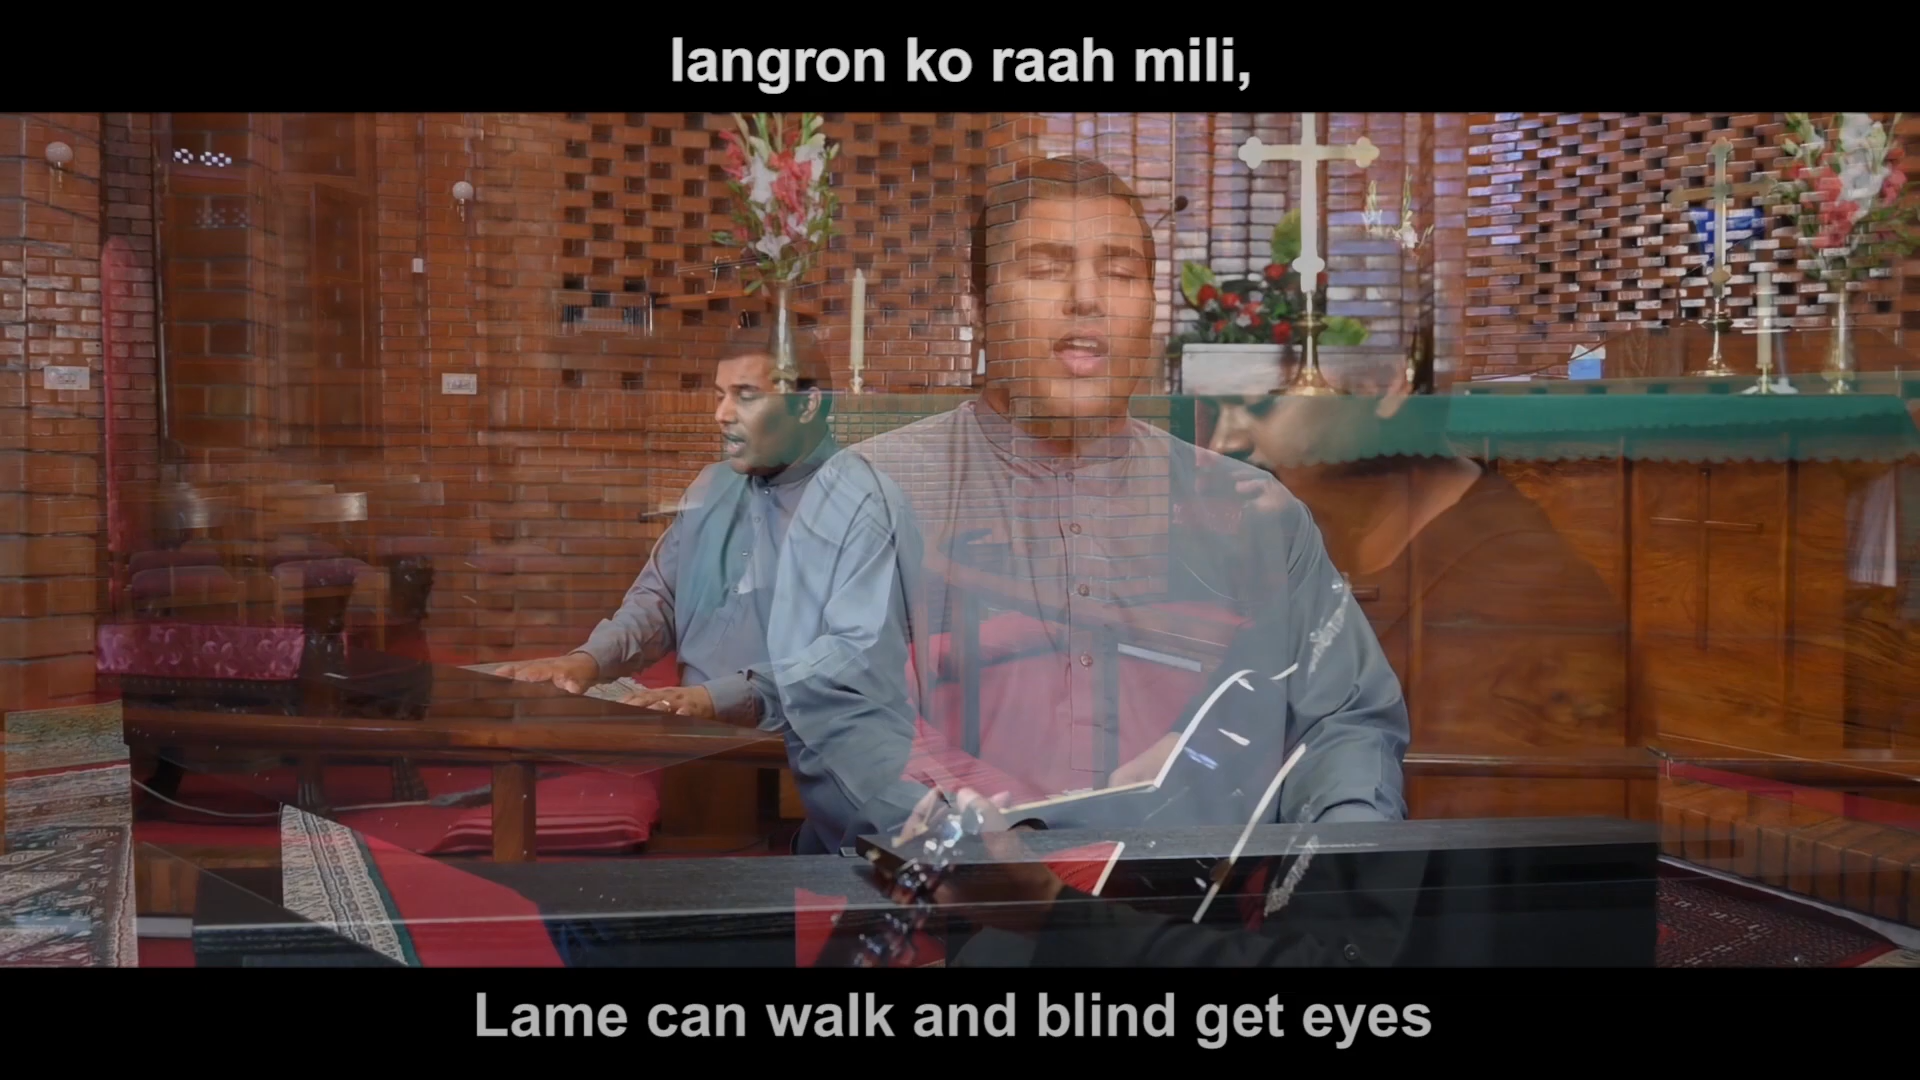 langron ko raah mili,
Lame can walk and blind get eyes